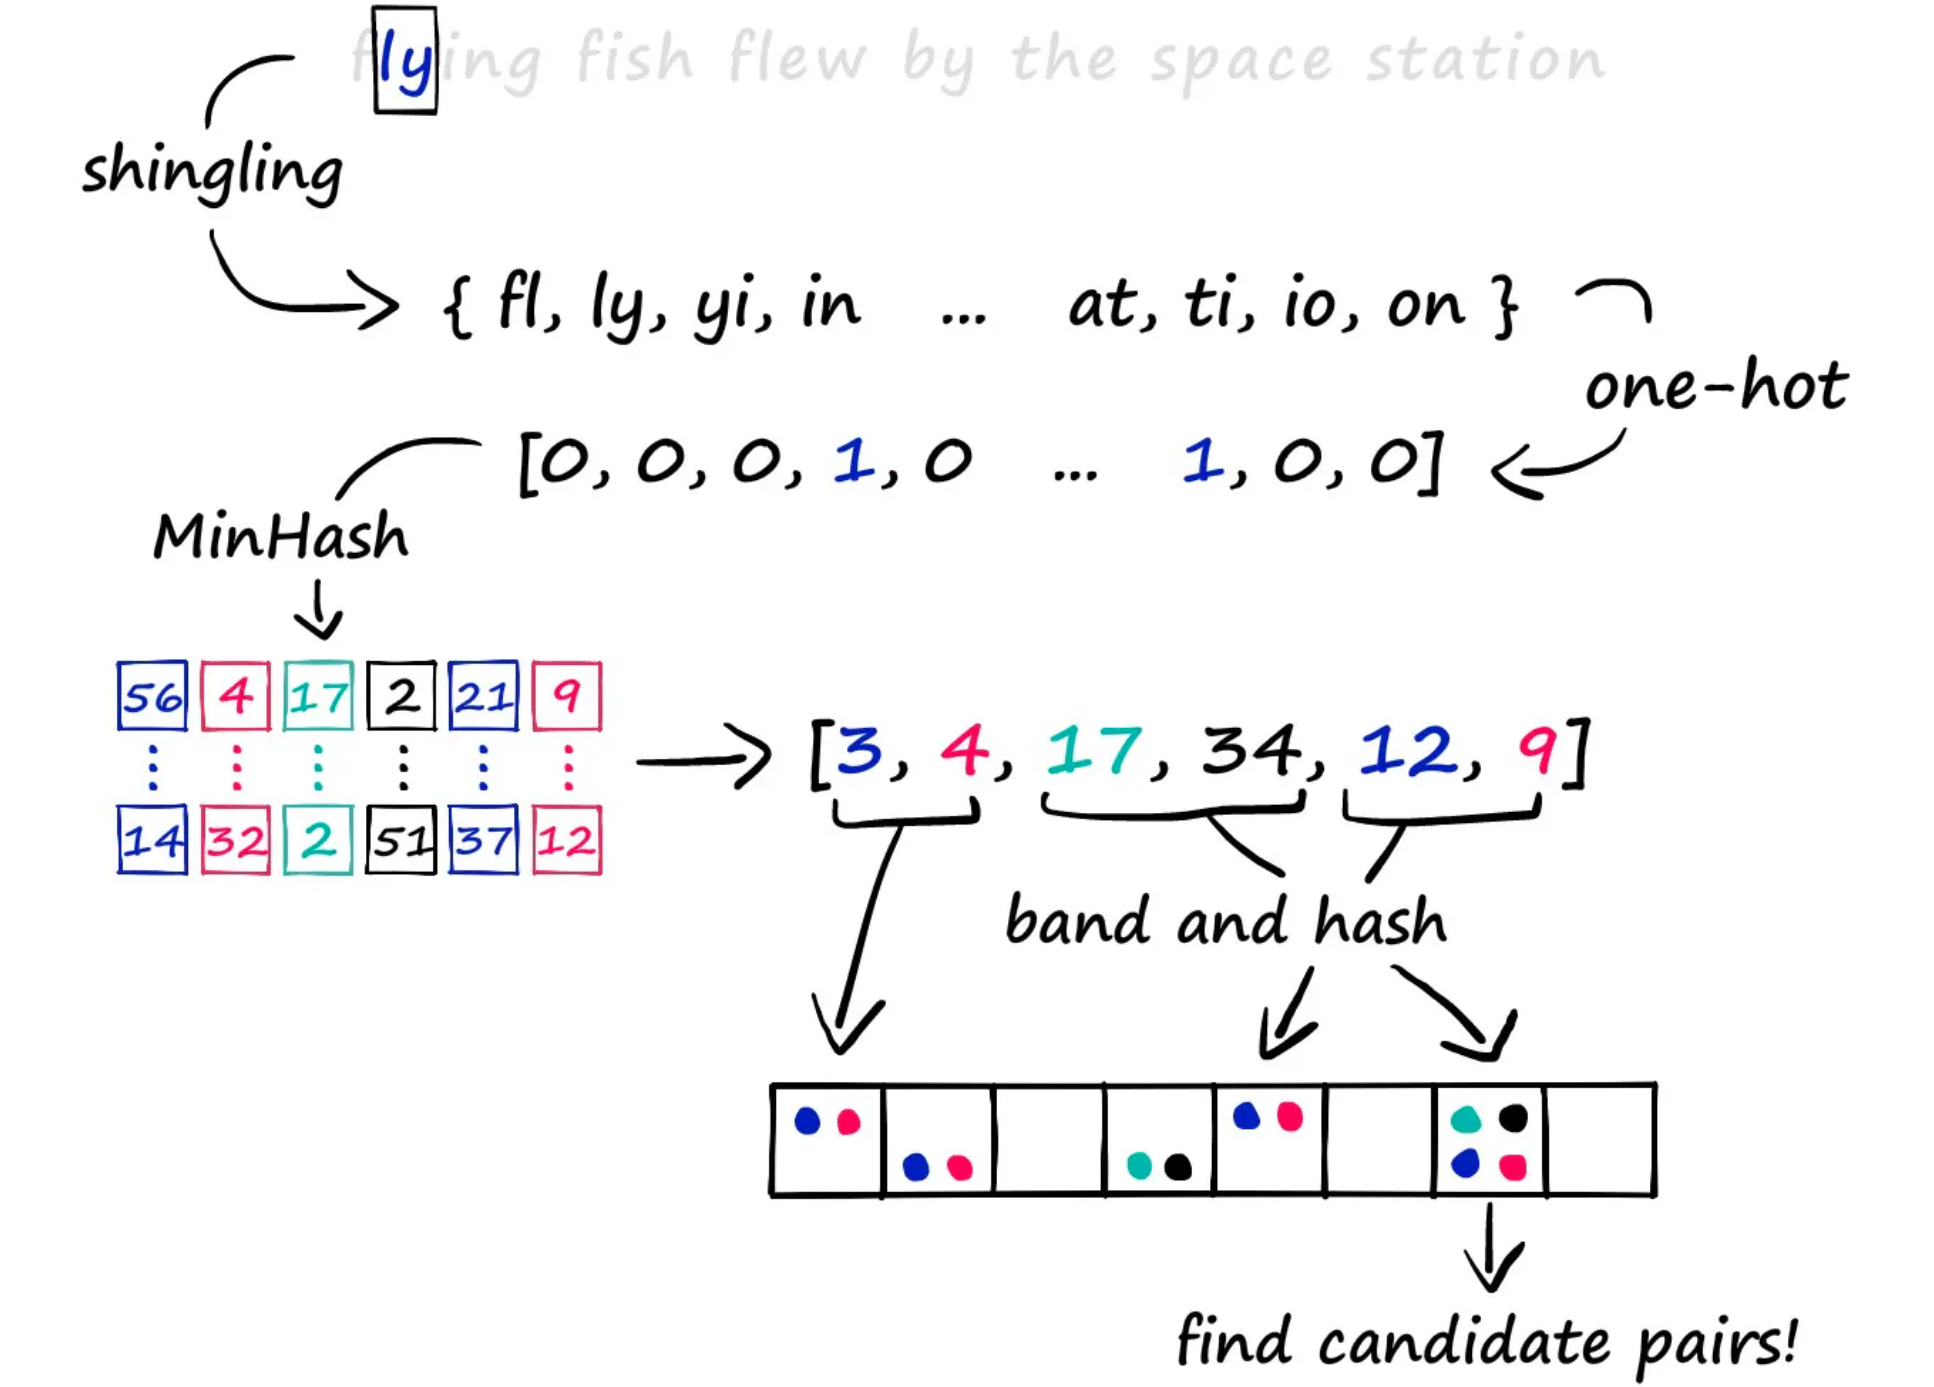 flying fish flew by the space station
shingling
{ fl, ly, yi, in ... at, ti, io, on }
one-hot
[0, 0, 0, 1, 0 ... 1, 0, 0]
MinHash
56 4 17 2 21 9
14 32 2 51 37 12
[3, 4, 17, 34, 12, 9]
band and hash
find candidate pairs!